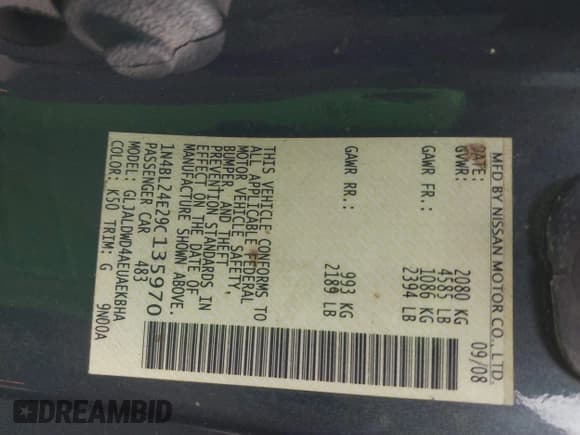 MFD BY NISSAN MOTOR CO., LTD.
DATE: 09/08
GVWR: 2080 KG
4585 LB
GAWR FR.: 1086 KG
2394 LB
GAWR RR.: 993 KG
2189 LB
THIS VEHICLE CONFORMS TO
ALL APPLICABLE FEDERAL
MOTOR VEHICLE SAFETY,
BUMPER, AND THEFT
PREVENTION STANDARDS IN
EFFECT ON THE DATE OF
MANUFACTURE SHOWN ABOVE.
1N4BL24E29C135970
PASSENGER CAR 483
MODEL: GLJALDWD4AEUAEKBHA
COLOR: K50 TRIM: G 9N00A
DREAMBID